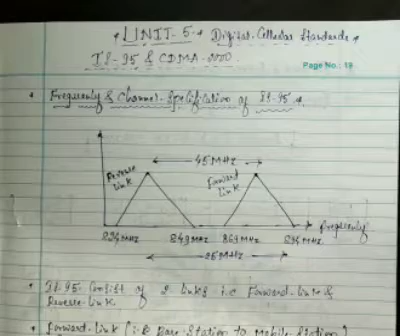 * UNIT-5 * Digital Cellular Standards *
IS-95 & CDMA-2000.
Page No.: 19
* Frequency & Channel Specification of IS-95 *
45MHz
Reverse link
Forward link
824MHz 849MHz 869MHz 894MHz Frequency
25MHz
* IS-95 Consist of 2 links i.e Forward-link &
Reverse-link
* Forward-link (i.e Base Station to Mobile Station)